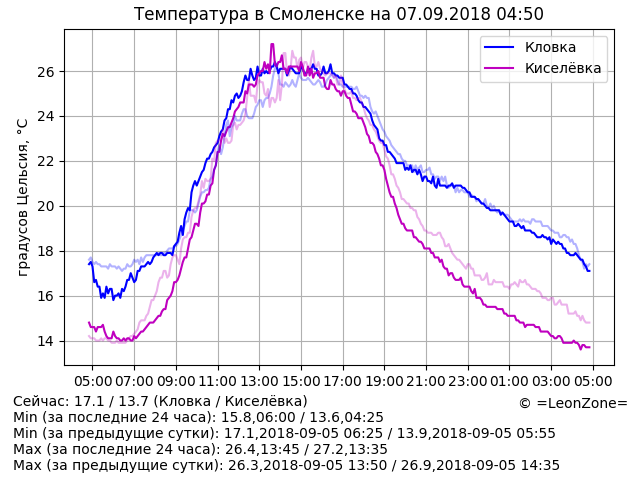 Температура в Смоленске на 07.09.2018 04:50
Кловка
Киселёвка
градусов Цельсия, °C
26
24
22
20
18
16
14
05:00 07:00 09:00 11:00 13:00 15:00 17:00 19:00 21:00 23:00 01:00 03:00 05:00
© =LeonZone=
Сейчас: 17.1 / 13.7 (Кловка / Киселёвка)
Min (за последние 24 часа): 15.8,06:00 / 13.6,04:25
Min (за предыдущие сутки): 17.1,2018-09-05 06:25 / 13.9,2018-09-05 05:55
Max (за последние 24 часа): 26.4,13:45 / 27.2,13:35
Max (за предыдущие сутки): 26.3,2018-09-05 13:50 / 26.9,2018-09-05 14:35